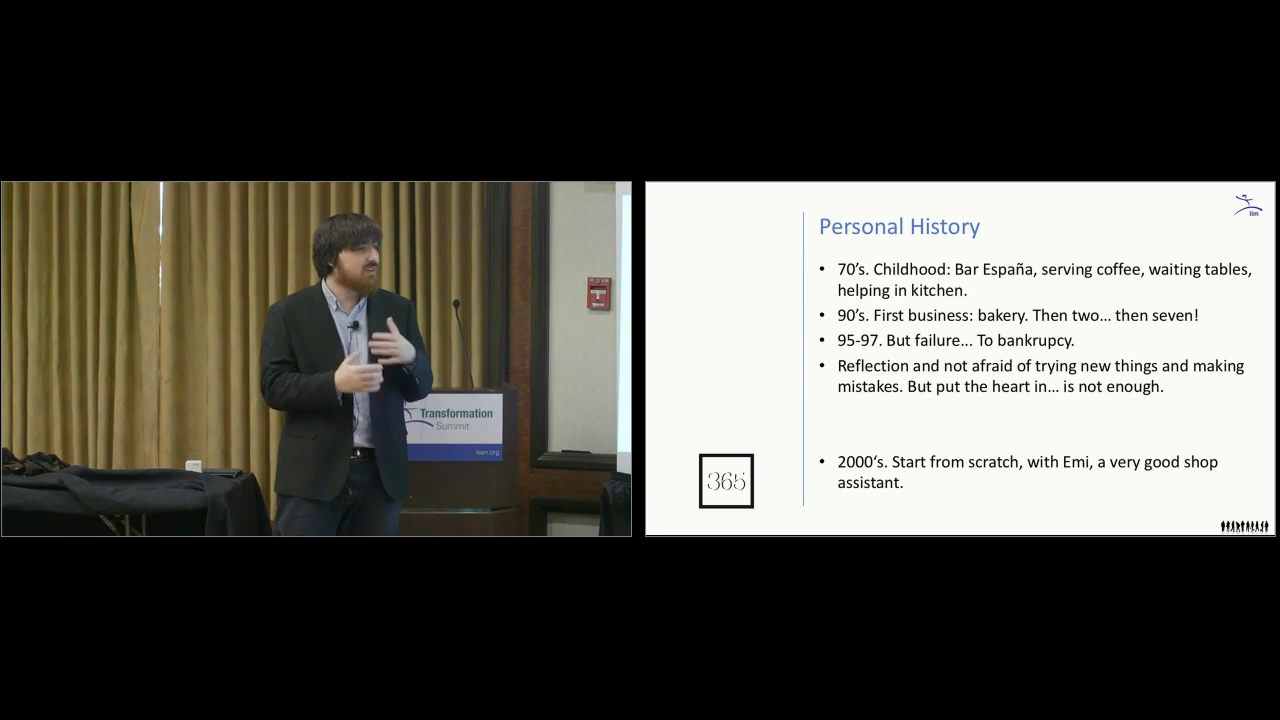 Transformation
Summit
lean.org
Personal History
• 70’s. Childhood: Bar España, serving coffee, waiting tables,
helping in kitchen.
• 90’s. First business: bakery. Then two… then seven!
• 95-97. But failure… To bankrupcy.
• Reflection and not afraid of trying new things and making
mistakes. But put the heart in… is not enough.
• 2000‘s. Start from scratch, with Emi, a very good shop
assistant.
365
ilm